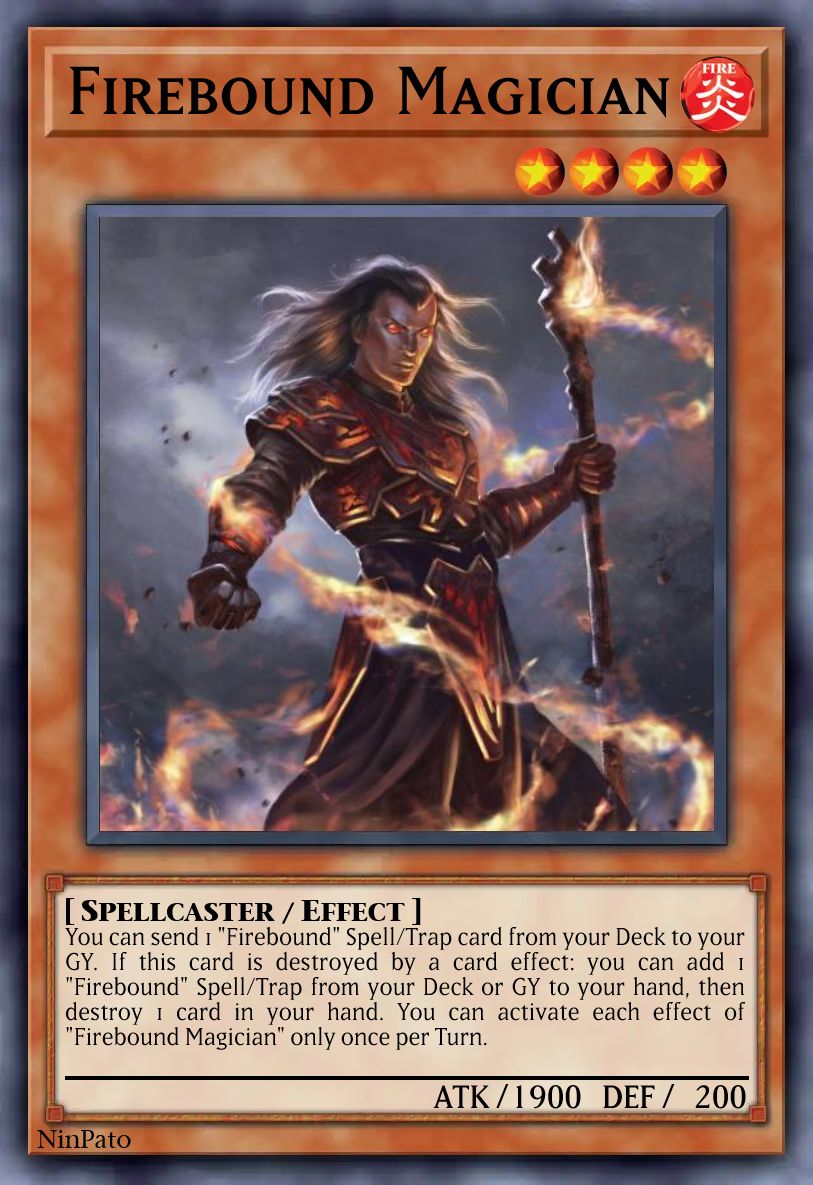 Firebound Magician
FIRE
炎
[ Spellcaster / Effect ]
You can send 1 "Firebound" Spell/Trap card from your Deck to your
GY. If this card is destroyed by a card effect: you can add 1
"Firebound" Spell/Trap from your Deck or GY to your hand, then
destroy 1 card in your hand. You can activate each effect of
"Firebound Magician" only once per Turn.
ATK / 1900 DEF / 200
NinPato